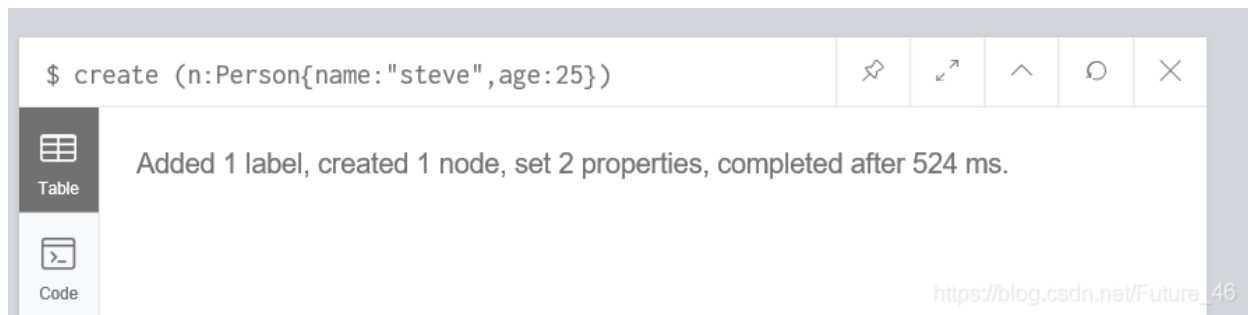 $ create (n:Person{name:"steve",age:25})
Added 1 label, created 1 node, set 2 properties, completed after 524 ms.
Table
Code
https://blog.csdn.net/Future_46